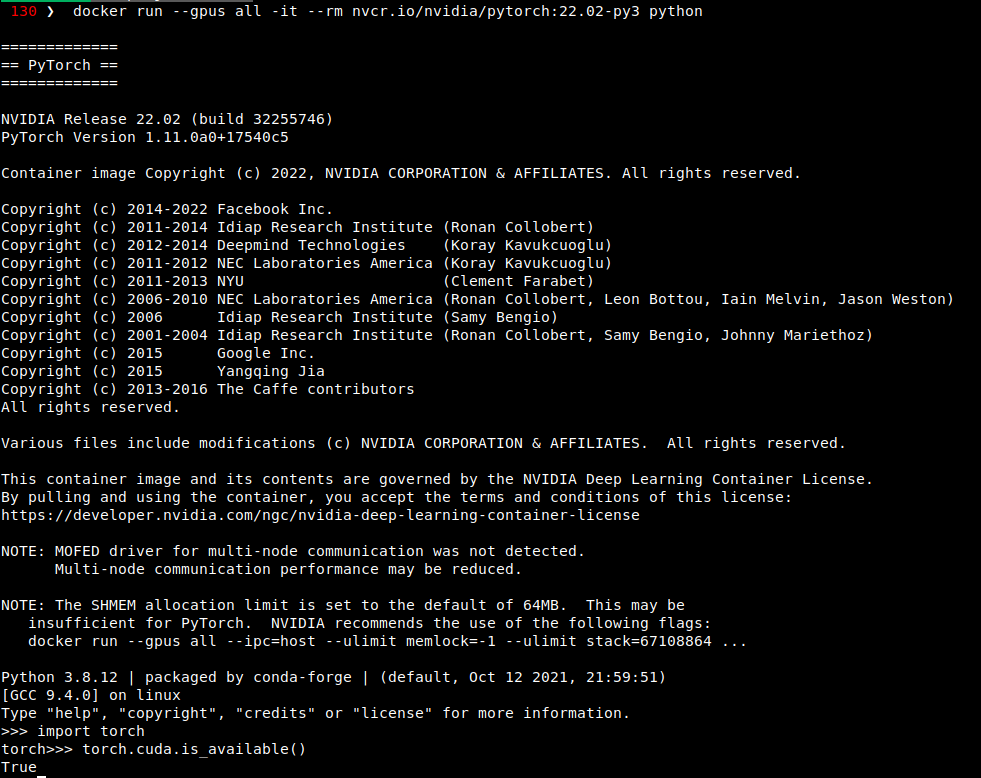 130 ❯  docker run --gpus all -it --rm nvcr.io/nvidia/pytorch:22.02-py3 python
=============
== PyTorch ==
=============
NVIDIA Release 22.02 (build 32255746)
PyTorch Version 1.11.0a0+17540c5
Container image Copyright (c) 2022, NVIDIA CORPORATION & AFFILIATES. All rights reserved.
Copyright (c) 2014-2022 Facebook Inc.
Copyright (c) 2011-2014 Idiap Research Institute (Ronan Collobert)
Copyright (c) 2012-2014 Deepmind Technologies    (Koray Kavukcuoglu)
Copyright (c) 2011-2012 NEC Laboratories America (Koray Kavukcuoglu)
Copyright (c) 2011-2013 NYU                      (Clement Farabet)
Copyright (c) 2006-2010 NEC Laboratories America (Ronan Collobert, Leon Bottou, Iain Melvin, Jason Weston)
Copyright (c) 2006      Idiap Research Institute (Samy Bengio)
Copyright (c) 2001-2004 Idiap Research Institute (Ronan Collobert, Samy Bengio, Johnny Mariethoz)
Copyright (c) 2015      Google Inc.
Copyright (c) 2015      Yangqing Jia
Copyright (c) 2013-2016 The Caffe contributors
All rights reserved.
Various files include modifications (c) NVIDIA CORPORATION & AFFILIATES.  All rights reserved.
This container image and its contents are governed by the NVIDIA Deep Learning Container License.
By pulling and using the container, you accept the terms and conditions of this license:
https://developer.nvidia.com/ngc/nvidia-deep-learning-container-license
NOTE: MOFED driver for multi-node communication was not detected.
      Multi-node communication performance may be reduced.
NOTE: The SHMEM allocation limit is set to the default of 64MB.  This may be
   insufficient for PyTorch.  NVIDIA recommends the use of the following flags:
   docker run --gpus all --ipc=host --ulimit memlock=-1 --ulimit stack=67108864 ...
Python 3.8.12 | packaged by conda-forge | (default, Oct 12 2021, 21:59:51)
[GCC 9.4.0] on linux
Type "help", "copyright", "credits" or "license" for more information.
>>> import torch
torch>>> torch.cuda.is_available()
True